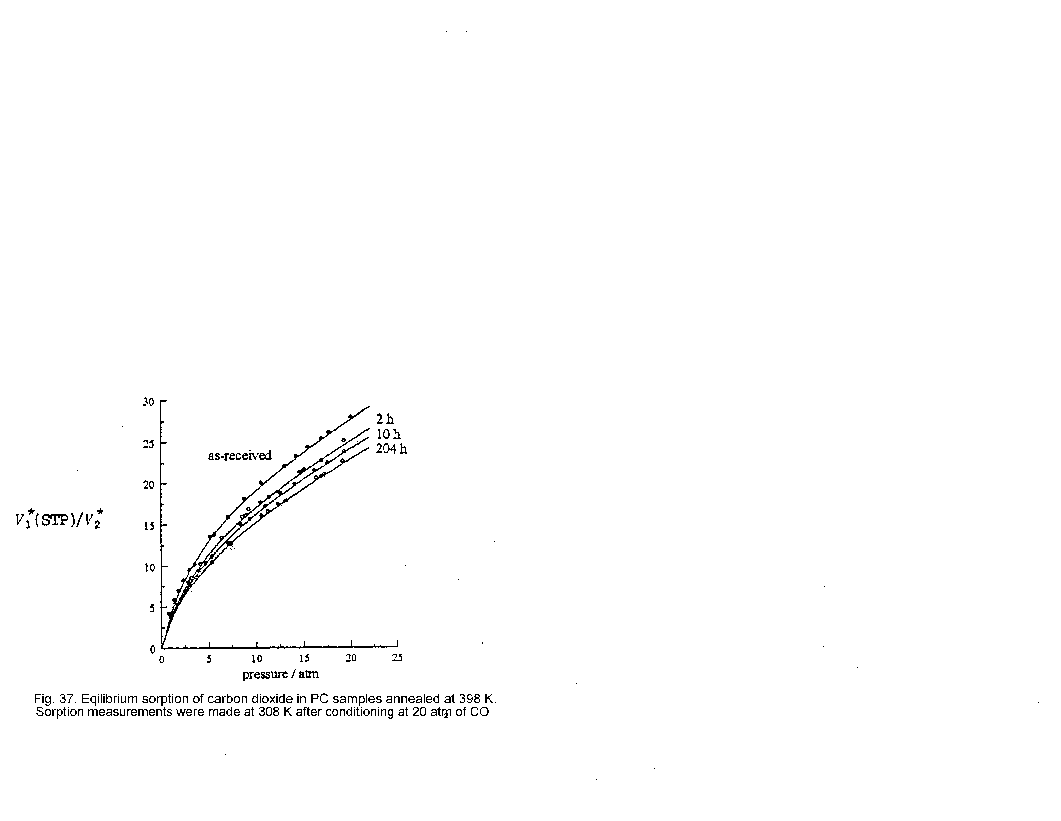 30
2 h
10 h
25
as-received
204 h
20
V₁*(STP)/V₂*
15
10
5
0
0 5 10 15 20 25
pressure / atm
Fig. 37. Eqilibrium sorption of carbon dioxide in PC samples annealed at 398 K.
Sorption measurements were made at 308 K after conditioning at 20 atm of CO2